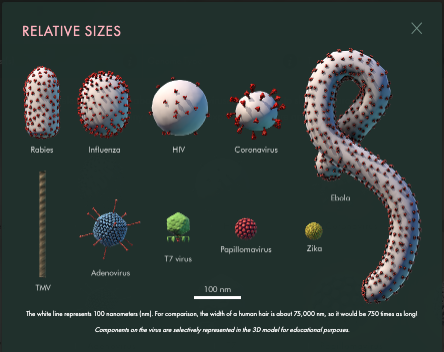 RELATIVE SIZES
Rabies
Influenza
HIV
Coronavirus
Ebola
TMV
Adenovirus
T7 virus
Papillomavirus
Zika
100 nm
The white line represents 100 nanometers (nm). For comparison, the width of a human hair is about 75,000 nm, so it would be 750 times as long!
Components on the virus are selectively represented in the 3D model for educational purposes.